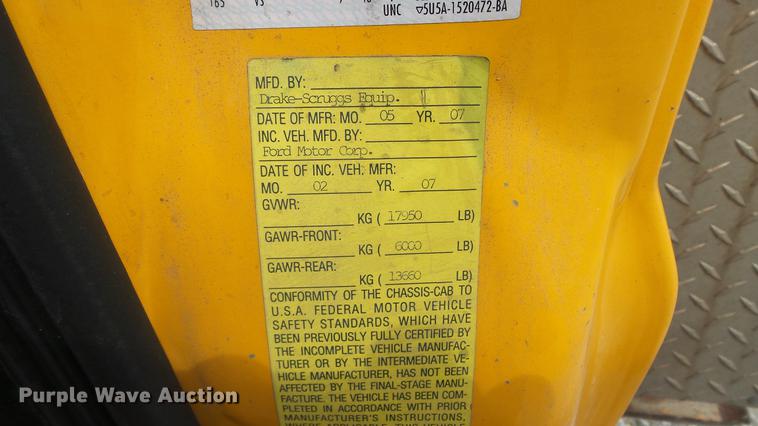 UNC ▽5U5A-1520472-BA
MFD. BY:
Drake-Scruggs Equip.
DATE OF MFR: MO. 05 YR. 07
INC. VEH. MFD. BY:
Ford Motor Corp.
DATE OF INC. VEH: MFR:
MO. 02 YR. 07
GVWR:
KG ( 17950 LB)
GAWR-FRONT:
KG ( 6000 LB)
GAWR-REAR:
KG ( 13660 LB)
CONFORMITY OF THE CHASSIS-CAB TO
U.S.A. FEDERAL MOTOR VEHICLE
SAFETY STANDARDS, WHICH HAVE
BEEN PREVIOUSLY FULLY CERTIFIED BY
THE INCOMPLETE VEHICLE MANUFAC-
TURER OR BY THE INTERMEDIATE VE-
HICLE MANUFACTURER, HAS NOT BEEN
AFFECTED BY THE FINAL-STAGE MANU-
FACTURE. THE VEHICLE HAS BEEN COM-
PLETED IN ACCORDANCE WITH PRIOR
MANUFACTURER'S INSTRUCTIONS,
WHERE APPLICABLE. THIS VEHICLE
Purple Wave Auction